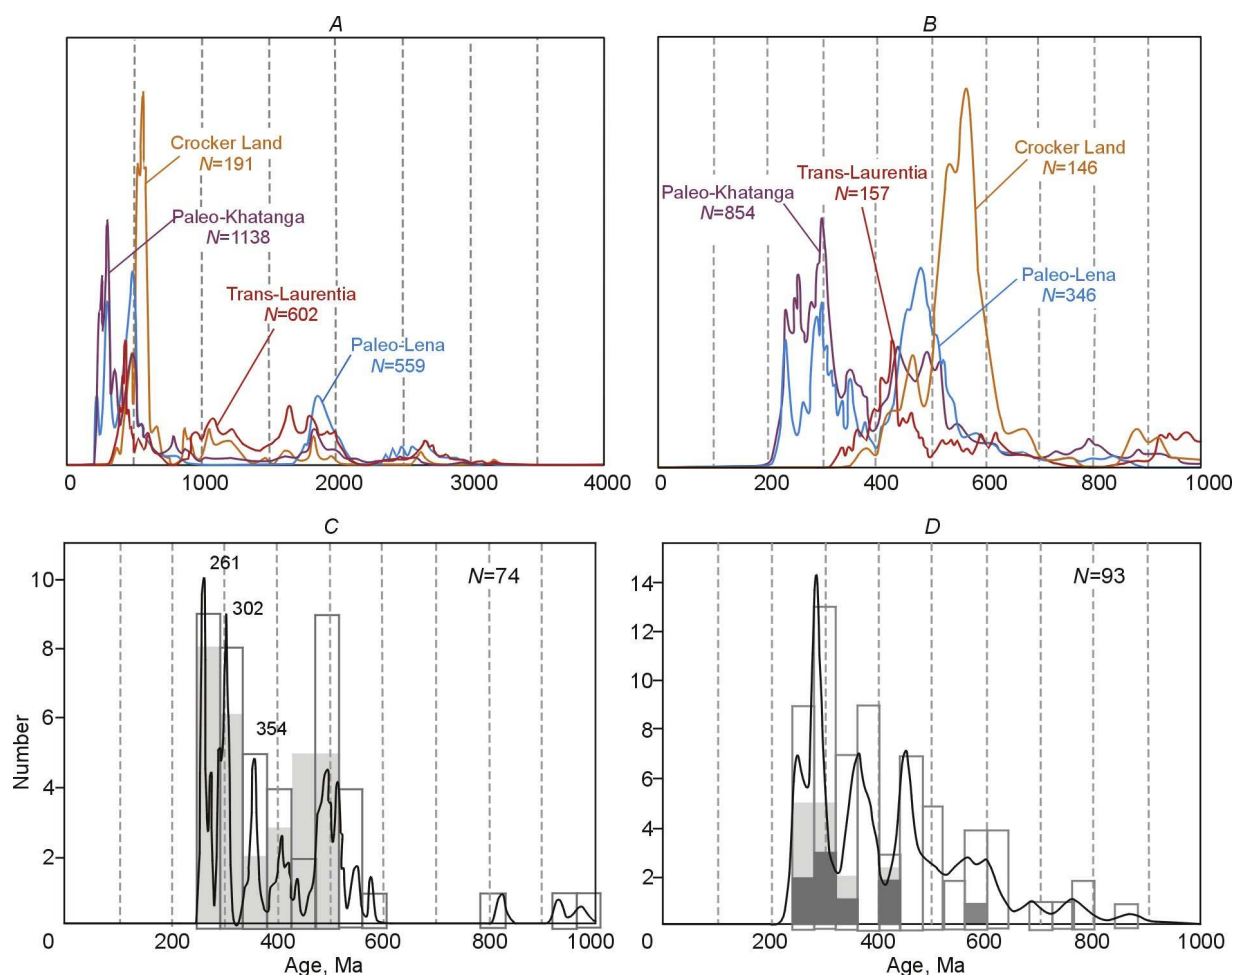 A
Crocker Land
N=191
Paleo-Khatanga
N=1138
Trans-Laurentia
N=602
Paleo-Lena
N=559
0 1000 2000 3000 4000
B
Crocker Land
N=146
Trans-Laurentia
N=157
Paleo-Khatanga
N=854
Paleo-Lena
N=346
0 200 400 600 800 1000
C
261
N=74
302
354
10
8
6
4
2
Number
0 200 400 600 800 1000
Age, Ma
D
N=93
14
12
10
8
6
4
2
0 200 400 600 800 1000
Age, Ma